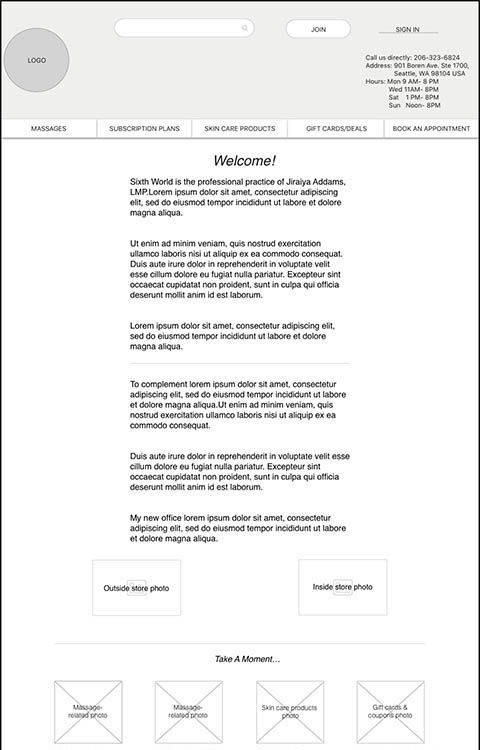 LOGO
JOIN
SIGN IN
Call us directly: 206-323-6824
Address: 901 Boren Ave. Ste 1700,
Seattle, WA 98104 USA
Hours: Mon 9 AM- 8 PM
Wed 11AM- 8PM
Sat 1 PM- 8PM
Sun Noon- 8PM
MASSAGES
SUBSCRIPTION PLANS
SKIN CARE PRODUCTS
GIFT CARDS/DEALS
BOOK AN APPOINTMENT
Welcome!
Sixth World is the professional practice of Jiraiya Addams,
LMP.Lorem ipsum dolor sit amet, consectetur adipiscing
elit, sed do eiusmod tempor incididunt ut labore et dolore
magna aliqua.
Ut enim ad minim veniam, quis nostrud exercitation
ullamco laboris nisi ut aliquip ex ea commodo consequat.
Duis aute irure dolor in reprehenderit in voluptate velit
esse cillum dolore eu fugiat nulla pariatur. Excepteur sint
occaecat cupidatat non proident, sunt in culpa qui officia
deserunt mollit anim id est laborum.
Lorem ipsum dolor sit amet, consectetur adipiscing elit,
sed do eiusmod tempor incididunt ut labore et dolore
magna aliqua.
To complement lorem ipsum dolor sit amet, consectetur
adipiscing elit, sed do eiusmod tempor incididunt ut labore
et dolore magna aliqua.Ut enim ad minim veniam, quis
nostrud exercitation ullamco laboris nisi ut aliquip ex ea
commodo consequat.
Duis aute irure dolor in reprehenderit in voluptate velit esse
cillum dolore eu fugiat nulla pariatur. Excepteur sint
occaecat cupidatat non proident, sunt in culpa qui officia
deserunt mollit anim id est laborum.
My new office lorem ipsum dolor sit amet, consectetur
adipiscing elit, sed do eiusmod tempor incididunt ut labore
et dolore magna aliqua.
Outside store photo
Inside store photo
Take A Moment...
Massage-
related photo
Massage-
related photo
Skin care products
photo
Gift cards &
coupons photo